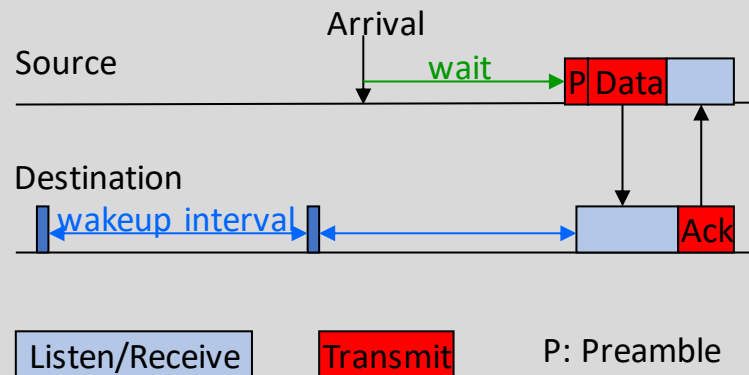 Arrival
Source
wait
P Data
Destination
wakeup interval
Ack
Listen/Receive
Transmit
P: Preamble